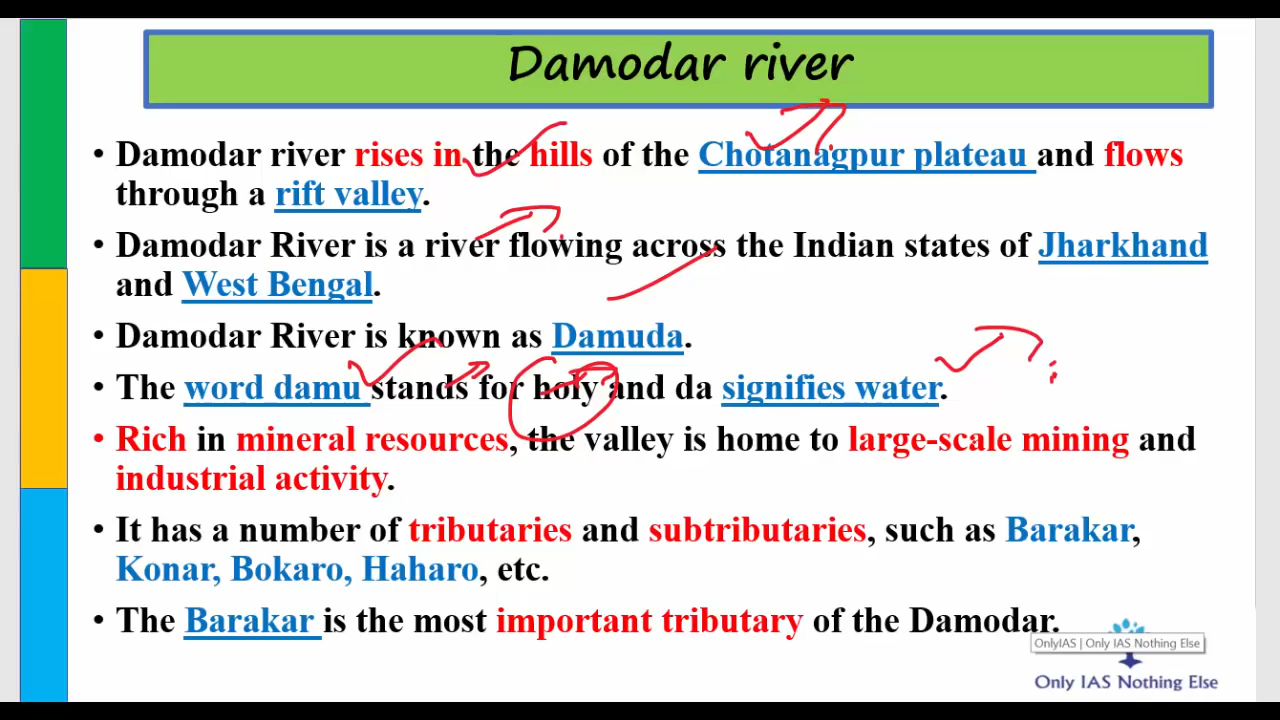 Damodar river
• Damodar river rises in the hills of the Chotanagpur plateau and flows
through a rift valley.
• Damodar River is a river flowing across the Indian states of Jharkhand
and West Bengal.
• Damodar River is known as Damuda.
• The word damu stands for holy and da signifies water.
• Rich in mineral resources, the valley is home to large-scale mining and
industrial activity.
• It has a number of tributaries and subtributaries, such as Barakar,
Konar, Bokaro, Haharo, etc.
• The Barakar is the most important tributary of the Damodar.
OnlyIAS | Only IAS Nothing Else
Only IAS Nothing Else